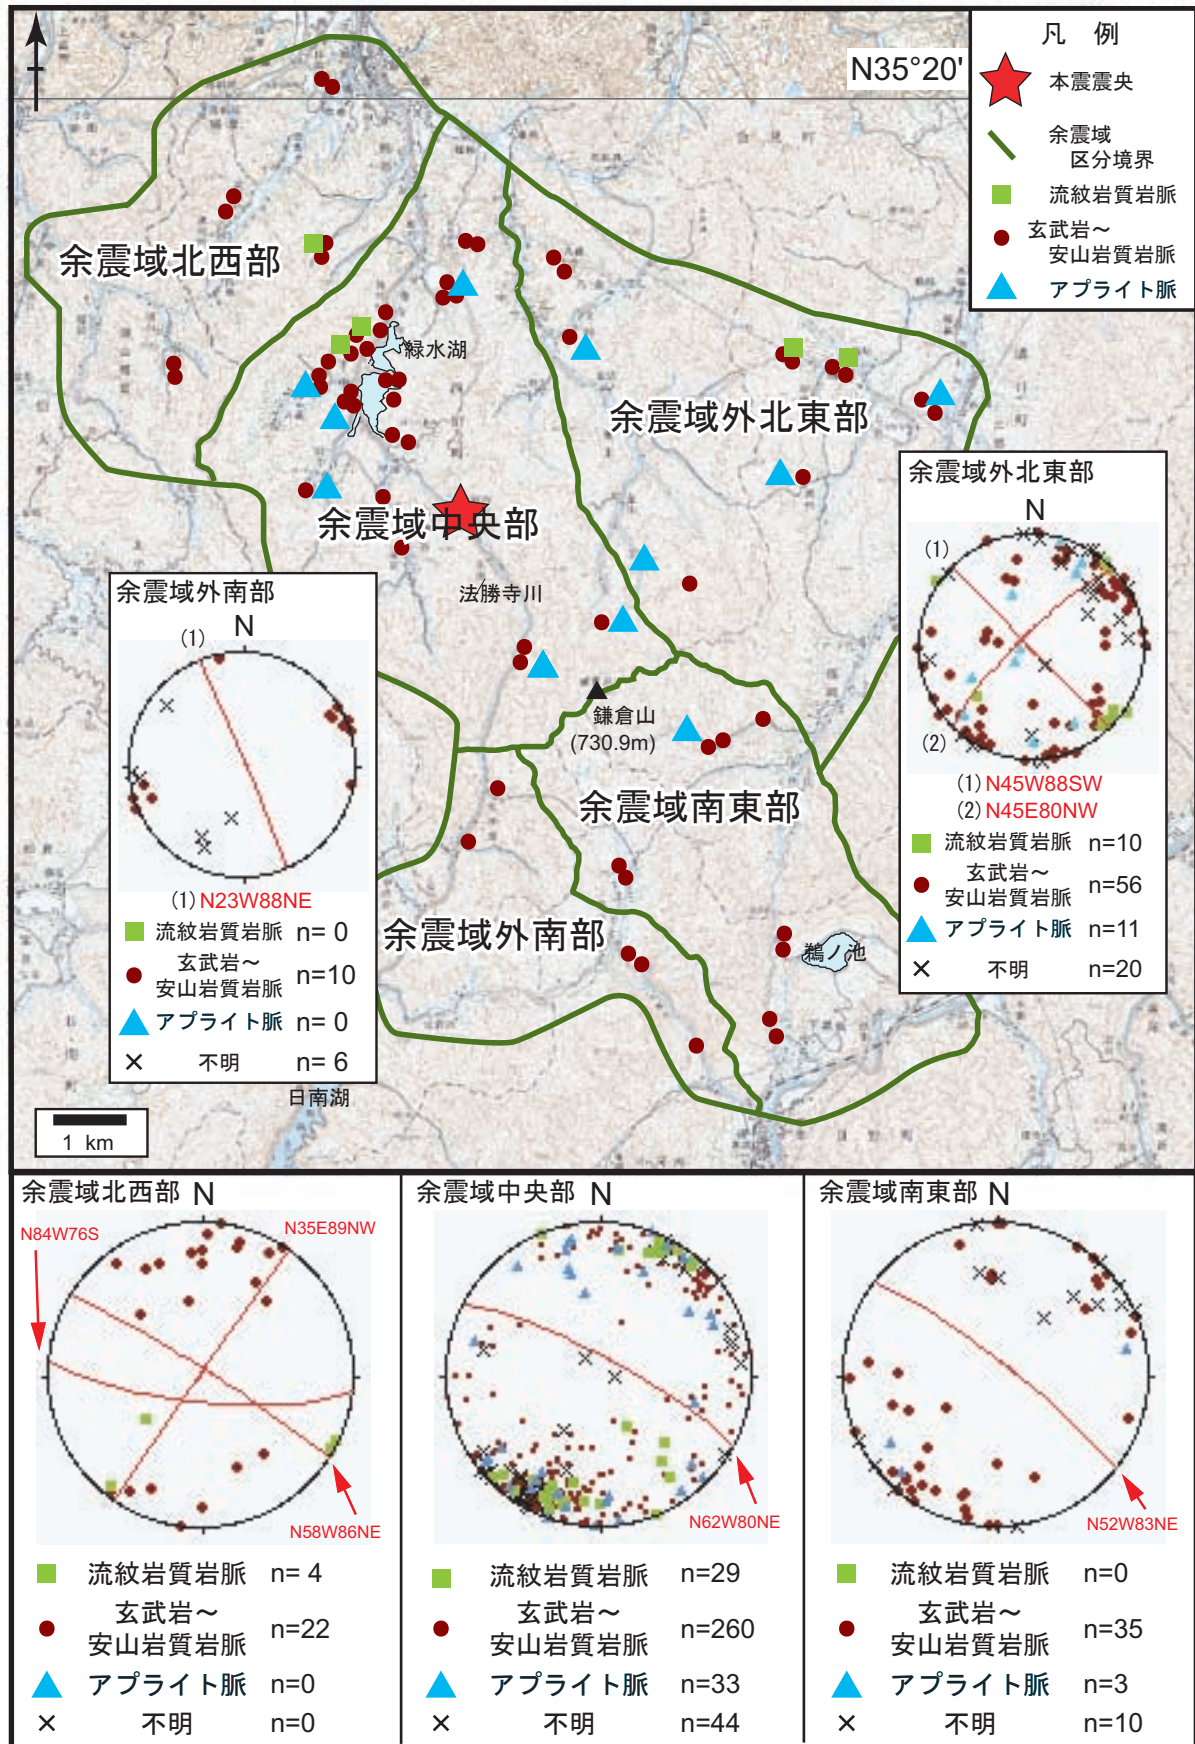 N35°20'
凡 例
本震震央
余震域
区分境界
流紋岩質岩脈
玄武岩～
安山岩質岩脈
アプライト脈
余震域北西部
緑水湖
余震域外北東部
余震域中央部
法勝寺川
鎌倉山
(730.9m)
余震域南東部
余震域外南部
鵜ノ池
日南湖
1 km
余震域外南部
N
(1)
(1) N23W88NE
流紋岩質岩脈 n= 0
玄武岩～
安山岩質岩脈 n=10
アプライト脈 n= 0
不明 n= 6
余震域外北東部
N
(1)
(2)
(1) N45W88SW
(2) N45E80NW
流紋岩質岩脈 n=10
玄武岩～
安山岩質岩脈 n=56
アプライト脈 n=11
不明 n=20
余震域北西部 N
N84W76S
N35E89NW
N58W86NE
流紋岩質岩脈 n= 4
玄武岩～
安山岩質岩脈 n=22
アプライト脈 n=0
不明 n=0
余震域中央部 N
N62W80NE
流紋岩質岩脈 n=29
玄武岩～
安山岩質岩脈 n=260
アプライト脈 n=33
不明 n=44
余震域南東部 N
N52W83NE
流紋岩質岩脈 n=0
玄武岩～
安山岩質岩脈 n=35
アプライト脈 n=3
不明 n=10